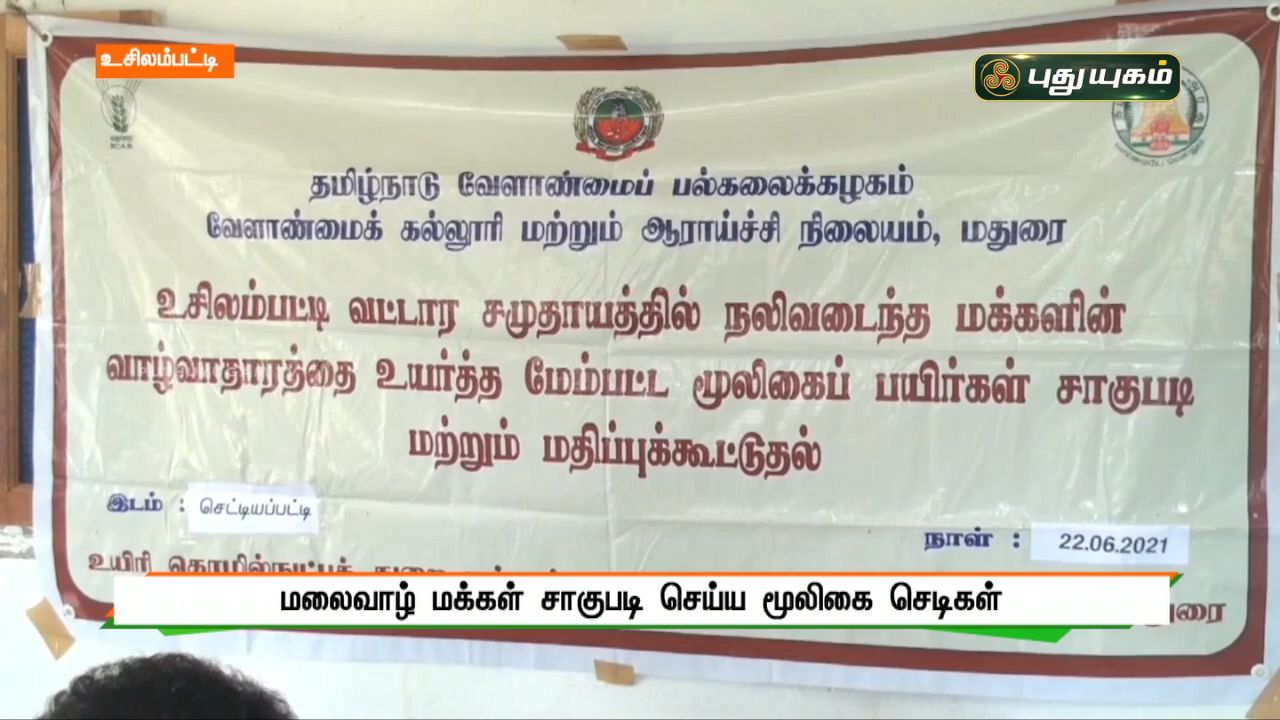 உசிலம்பட்டி
புதுயுகம்
ICAR
தமிழ்நாடு வேளாண்மைப் பல்கலைக்கழகம்
வேளாண்மைக் கல்லூரி மற்றும் ஆராய்ச்சி நிலையம், மதுரை
உசிலம்பட்டி வட்டார சமுதாயத்தில் நலிவடைந்த மக்களின்
வாழ்வாதாரத்தை உயர்த்த மேம்பட்ட மூலிகைப் பயிர்கள் சாகுபடி
மற்றும் மதிப்புக்கூட்டுதல்
இடம் : செட்டியப்பட்டி
நாள் : 22.06.2021
உயிரி
மலைவாழ் மக்கள் சாகுபடி செய்ய மூலிகை செடிகள்